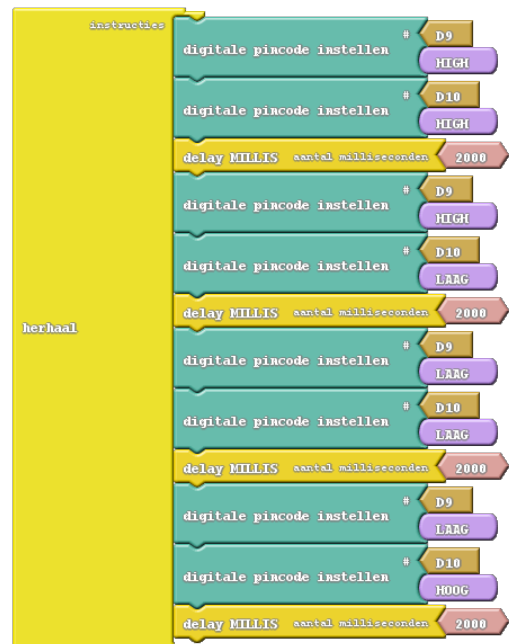 instructies
digitale pincode instellen # D9
HIGH
digitale pincode instellen # D10
HIGH
delay MILLIS aantal milliseconden 2000
digitale pincode instellen # D9
HIGH
digitale pincode instellen # D10
LAAG
delay MILLIS aantal milliseconden 2000
herhaal
digitale pincode instellen # D9
LAAG
digitale pincode instellen # D10
LAAG
delay MILLIS aantal milliseconden 2000
digitale pincode instellen # D9
LAAG
digitale pincode instellen # D10
HOOG
delay MILLIS aantal milliseconden 2000